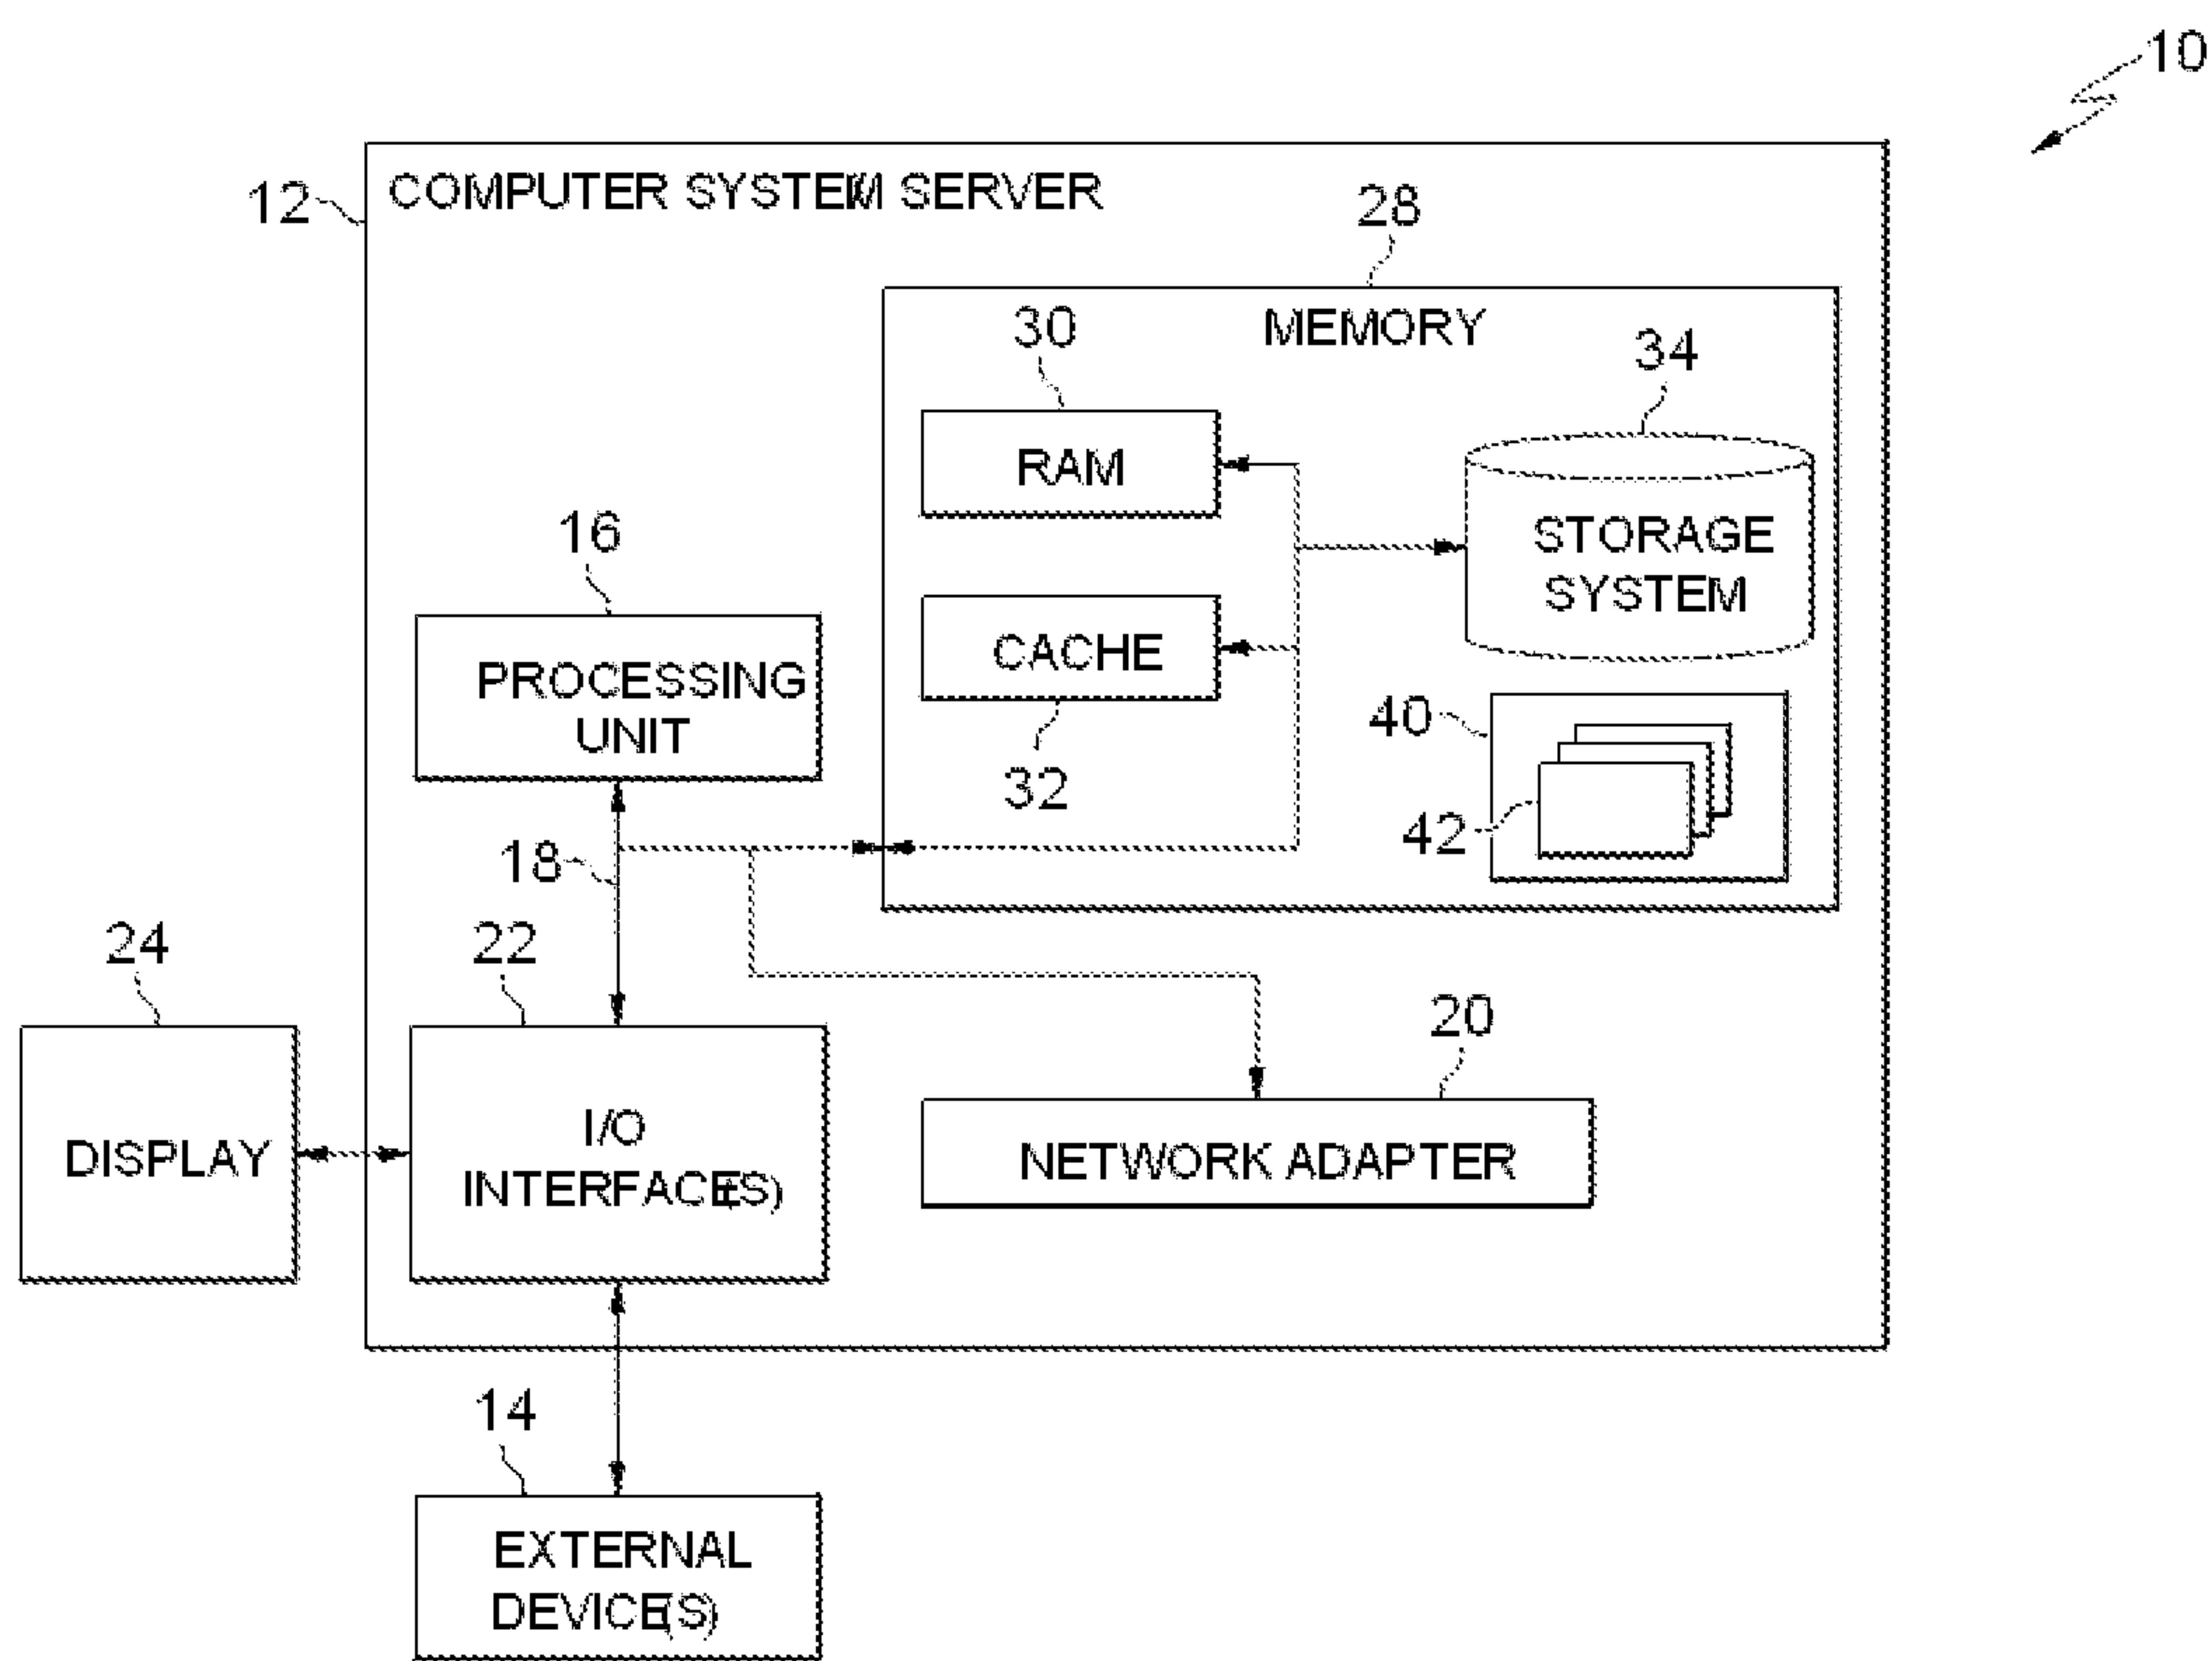 10
12
COMPUTER SYSTEM SERVER
28
MEMORY
30
34
RAM
STORAGE
SYSTEM
16
PROCESSING
UNIT
CACHE
32
40
42
18
24
22
20
DISPLAY
I/O
INTERFACE(S)
NETWORK ADAPTER
14
EXTERNAL
DEVICE(S)